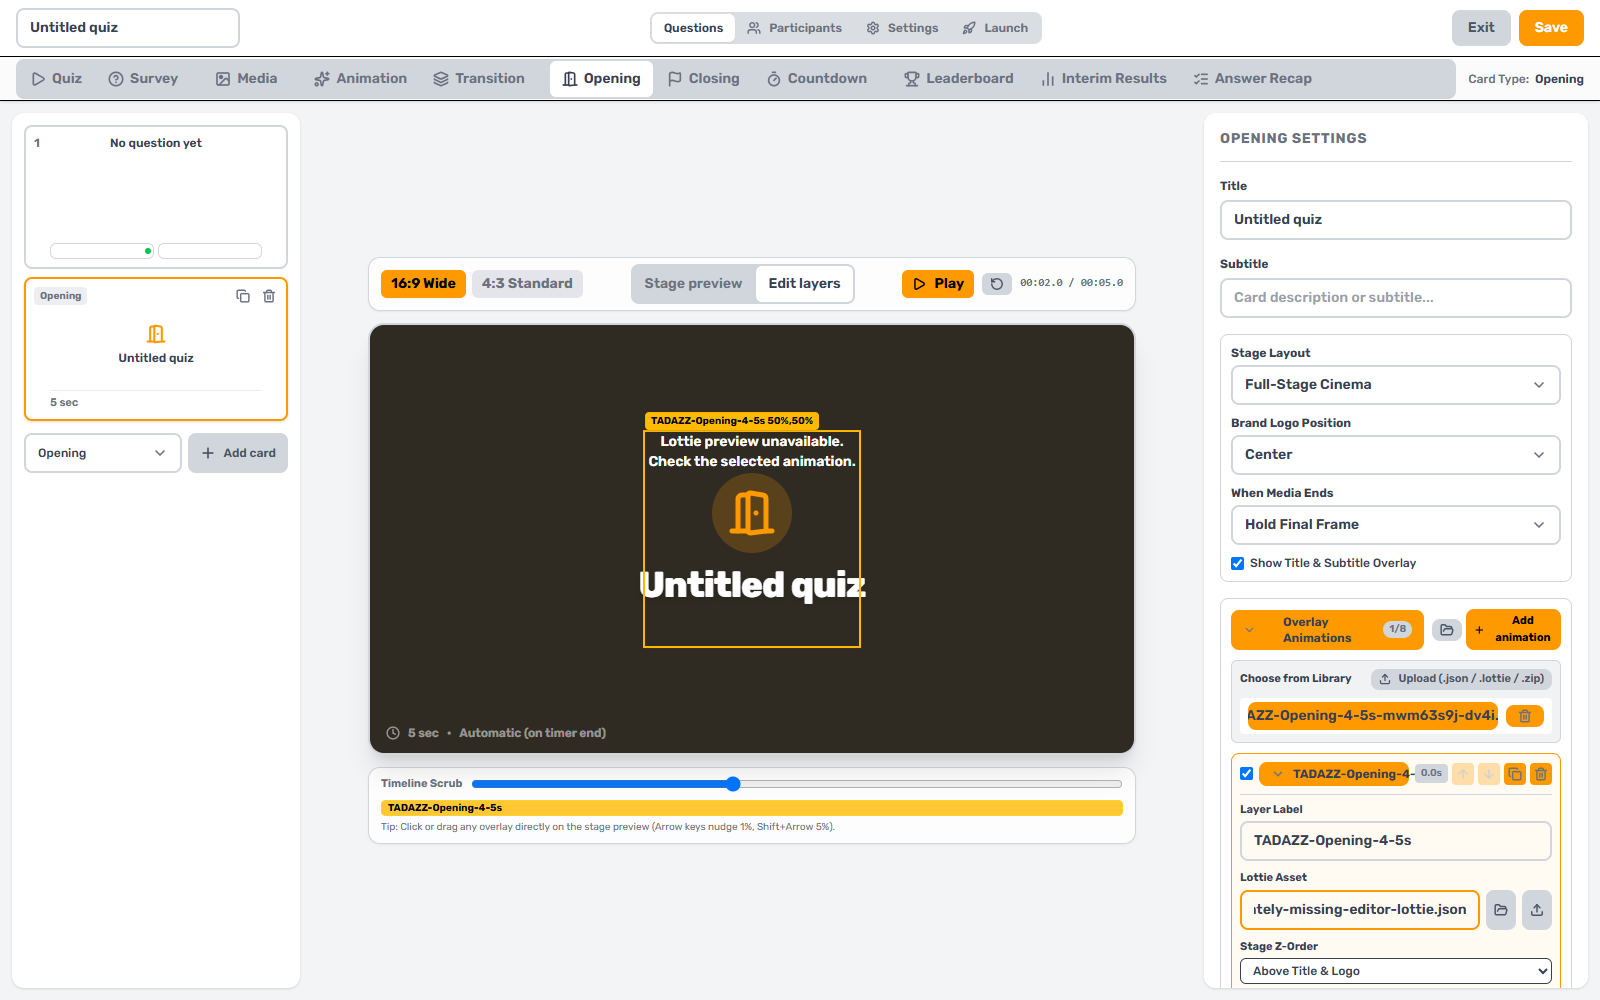 Untitled quiz
Questions
Participants
Settings
Launch
Exit
Save
Quiz
Survey
Media
Animation
Transition
Opening
Closing
Countdown
Leaderboard
Interim Results
Answer Recap
Card Type: Opening
1
No question yet
Opening
Untitled quiz
5 sec
Opening
Add card
16:9 Wide
4:3 Standard
Stage preview
Edit layers
Play
00:02.0 / 00:05.0
TADAZZ-Opening-4-5s 50%,50%
Lottie preview unavailable.
Check the selected animation.
Untitled quiz
5 sec • Automatic (on timer end)
Timeline Scrub
TADAZZ-Opening-4-5s
Tip: Click or drag any overlay directly on the stage preview (Arrow keys nudge 1%, Shift+Arrow 5%).
OPENING SETTINGS
Title
Untitled quiz
Subtitle
Card description or subtitle...
Stage Layout
Full-Stage Cinema
Brand Logo Position
Center
When Media Ends
Hold Final Frame
Show Title & Subtitle Overlay
Overlay
Animations
1/8
Add
animation
Choose from Library
Upload (.json / .lottie / .zip)
AZZ-Opening-4-5s-mwm63s9j-dv4i.
TADAZZ-Opening-4-
0.0s
Layer Label
TADAZZ-Opening-4-5s
Lottie Asset
tely-missing-editor-lottie.json
Stage Z-Order
Above Title & Logo